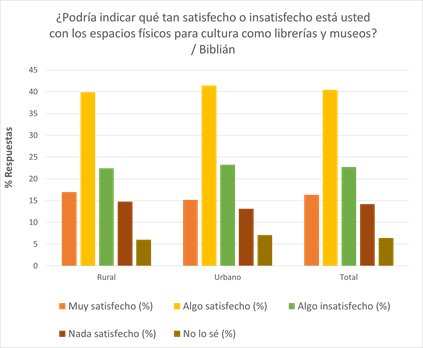 ¿Podría indicar qué tan satisfecho o insatisfecho está usted
con los espacios físicos para cultura como librerías y museos?
/ Biblián
% Respuestas
45
40
35
30
25
20
15
10
5
0
Rural
Urbano
Total
Muy satisfecho (%)
Algo satisfecho (%)
Algo insatisfecho (%)
Nada satisfecho (%)
No lo sé (%)